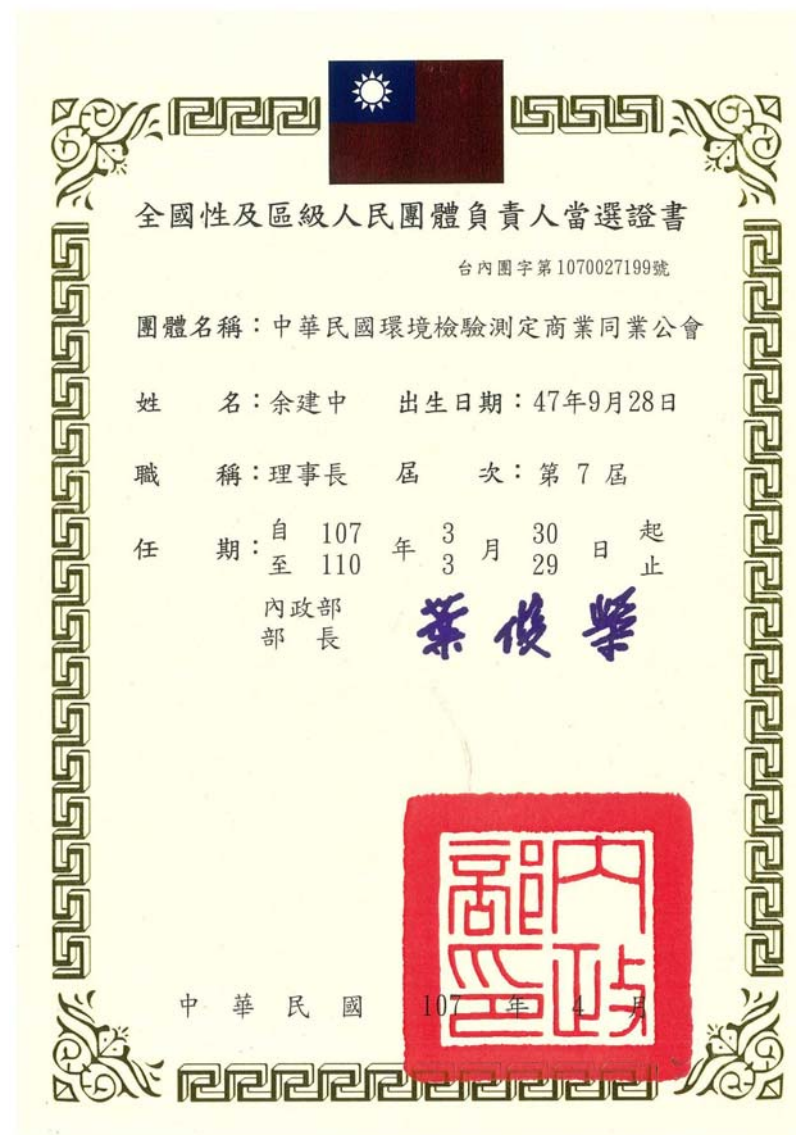 全國性及區級人民團體負責人當選證書
台內團字第1070027199號
團體名稱：中華民國環境檢驗測定商業同業公會
姓 名：余建中 出生日期：47年9月28日
職 稱：理事長 屆 次：第 7 屆
任 期：自 107 年 3 月 30 日 起
至 110 3 29 止
內政部
部 長 葉俊榮
內政部印
中 華 民 國 107 年 4 月